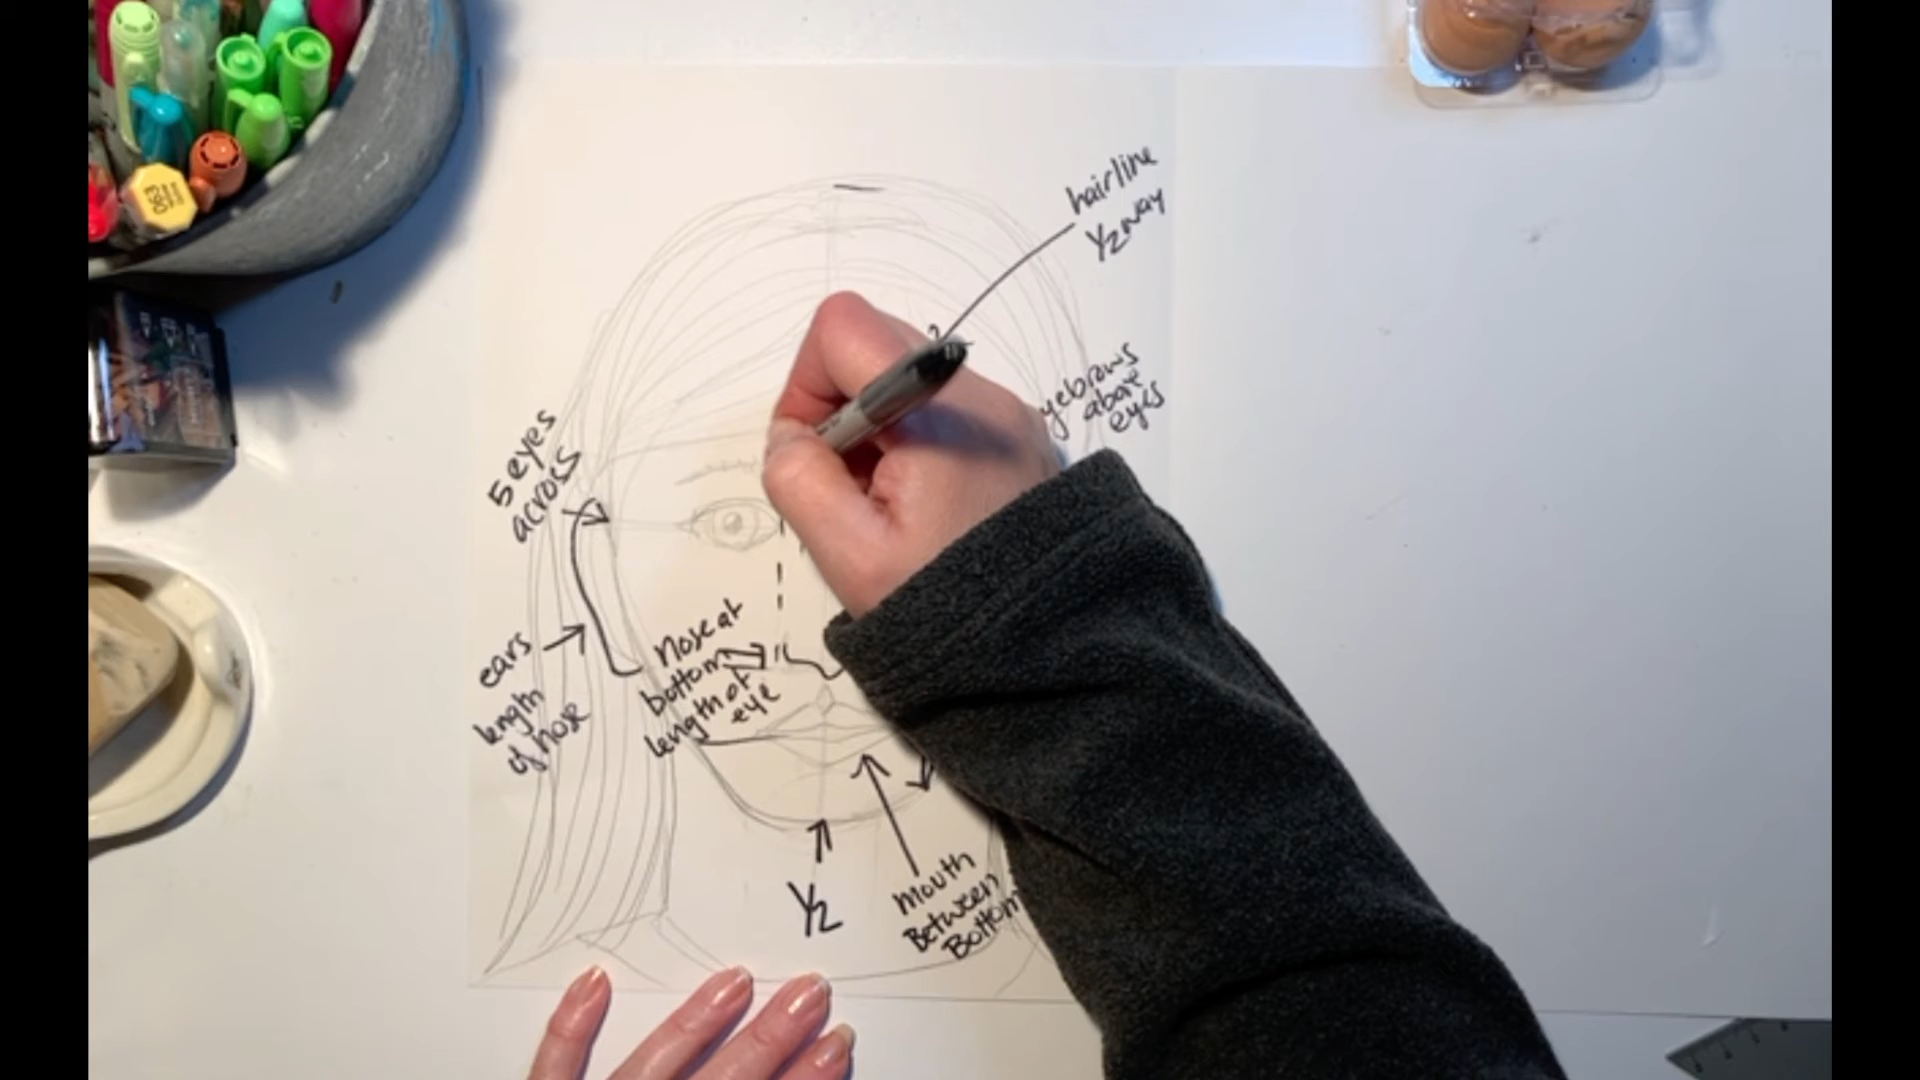 hairline
1/2 way
yebrows
above
eyes
5 eyes
across
ears
length
of nose
Nose at
bottom
length of
eye
1/2
Mouth
Between
Bottom